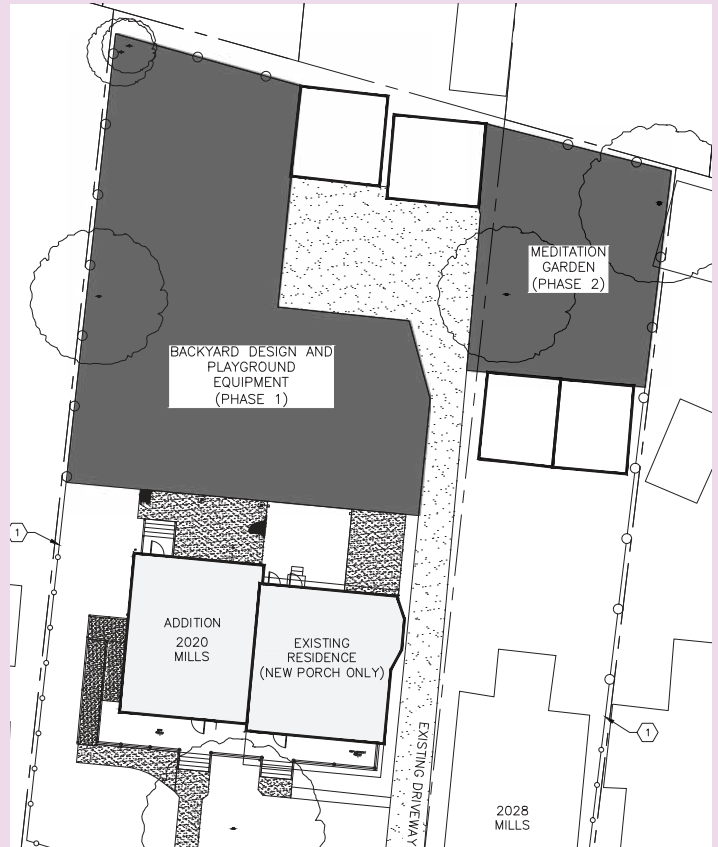 MEDITATION
GARDEN
(PHASE 2)
BACKYARD DESIGN AND
PLAYGROUND
EQUIPMENT
(PHASE 1)
1
ADDITION
2020
MILLS
EXISTING
RESIDENCE
(NEW PORCH ONLY)
EXISTING DRIVEWAY
1
2028
MILLS